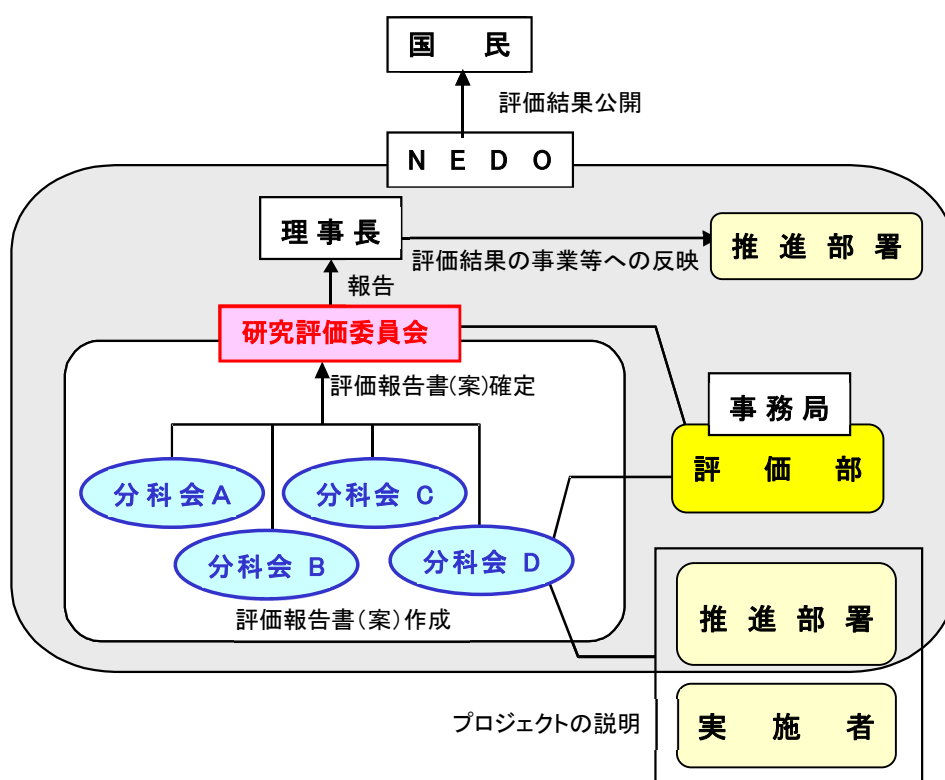 国 民
評価結果公開
N E D O
理事長
推進部署
評価結果の事業等への反映
報告
研究評価委員会
評価報告書(案)確定
事務局
評 価 部
分科会A
分科会 C
分科会 B
分科会 D
評価報告書(案)作成
推進部署
プロジェクトの説明
実 施 者